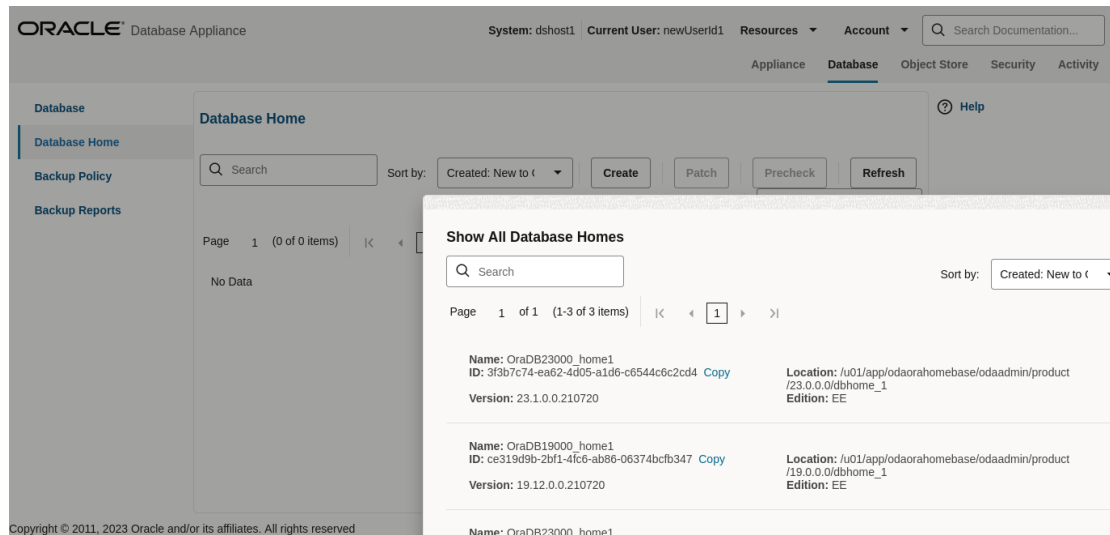 ORACLE® Database Appliance
System: dshost1 Current User: newUserId1 Resources Account Search Documentation...
Appliance Database Object Store Security Activity
Database
Database Home
Backup Policy
Backup Reports
Database Home
Help
Search
Sort by: Created: New to Create Patch Precheck Refresh
Page 1 (0 of 0 items)
No Data
Show All Database Homes
Search
Sort by: Created: New to
Page 1 of 1 (1-3 of 3 items) 1
Name: OraDB23000_home1
ID: 3f3b7c74-ea62-4d05-a1d6-c6544c6c2cd4 Copy
Version: 23.1.0.0.210720
Location: /u01/app/odaorahomebase/odaadmin/product
/23.0.0.0/dbhome_1
Edition: EE
Name: OraDB19000_home1
ID: ce319d9b-2bf1-4fc6-ab86-06374bcfb347 Copy
Version: 19.12.0.0.210720
Location: /u01/app/odaorahomebase/odaadmin/product
/19.0.0.0/dbhome_1
Edition: EE
Name: OraDB23000_home1
Copyright © 2011, 2023 Oracle and/or its affiliates. All rights reserved